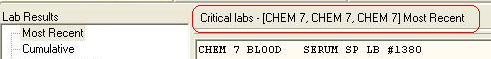 Lab Results
Most Recent
Cumulative
Critical labs - [CHEM 7, CHEM 7, CHEM 7] Most Recent
CHEM 7 BLOOD SERUM SP LB #1380